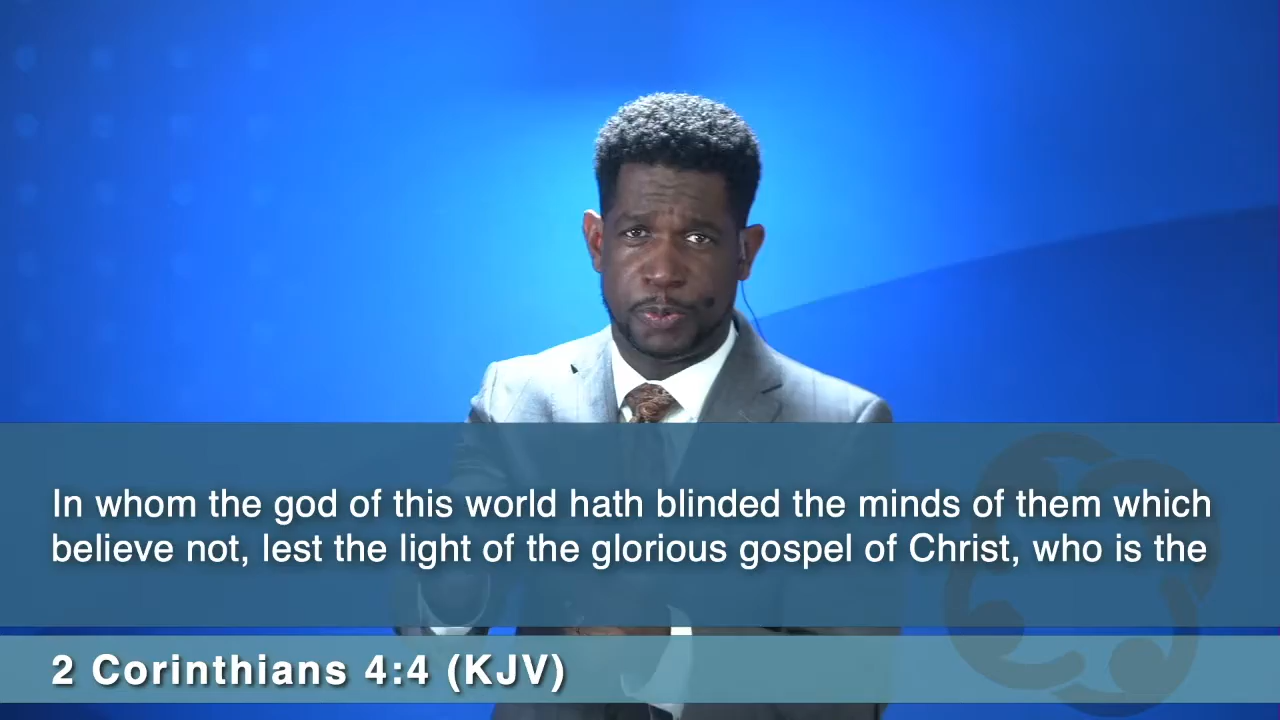 In whom the god of this world hath blinded the minds of them which
believe not, lest the light of the glorious gospel of Christ, who is the
2 Corinthians 4:4 (KJV)